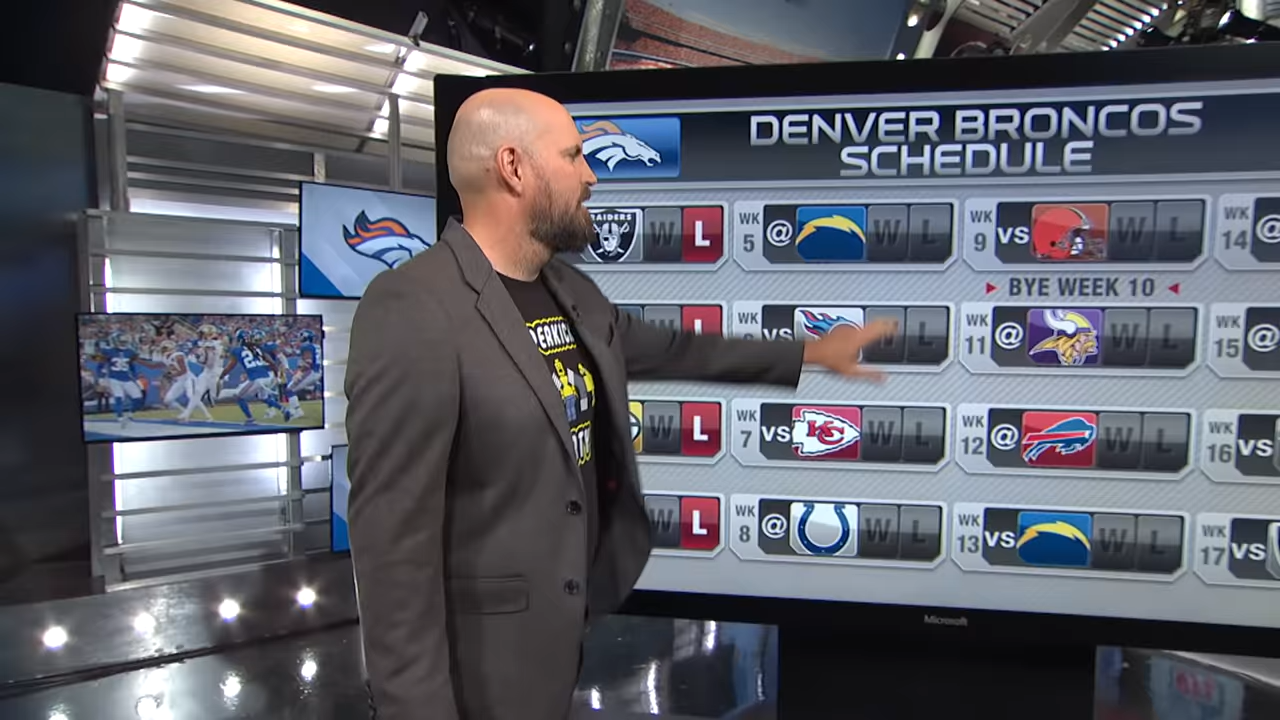 DENVER BRONCOS
SCHEDULE
RAIDERS W L
WK 5 @ W L
WK 9 VS W L
WK 14 @
BYE WEEK 10
L
VS W L
WK 11 @ W L
WK 15 @
W L
WK 7 VS KC W L
WK 12 @ W L
WK 16 VS
W L
WK 8 @ W L
WK 13 VS W L
WK 17 VS
Microsoft